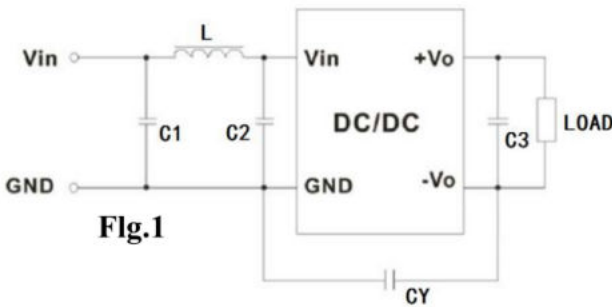 L
Vin
Vin
+Vo
C1
C2
DC/DC
C3
LOAD
GND
GND
-Vo
Flg.1
CY